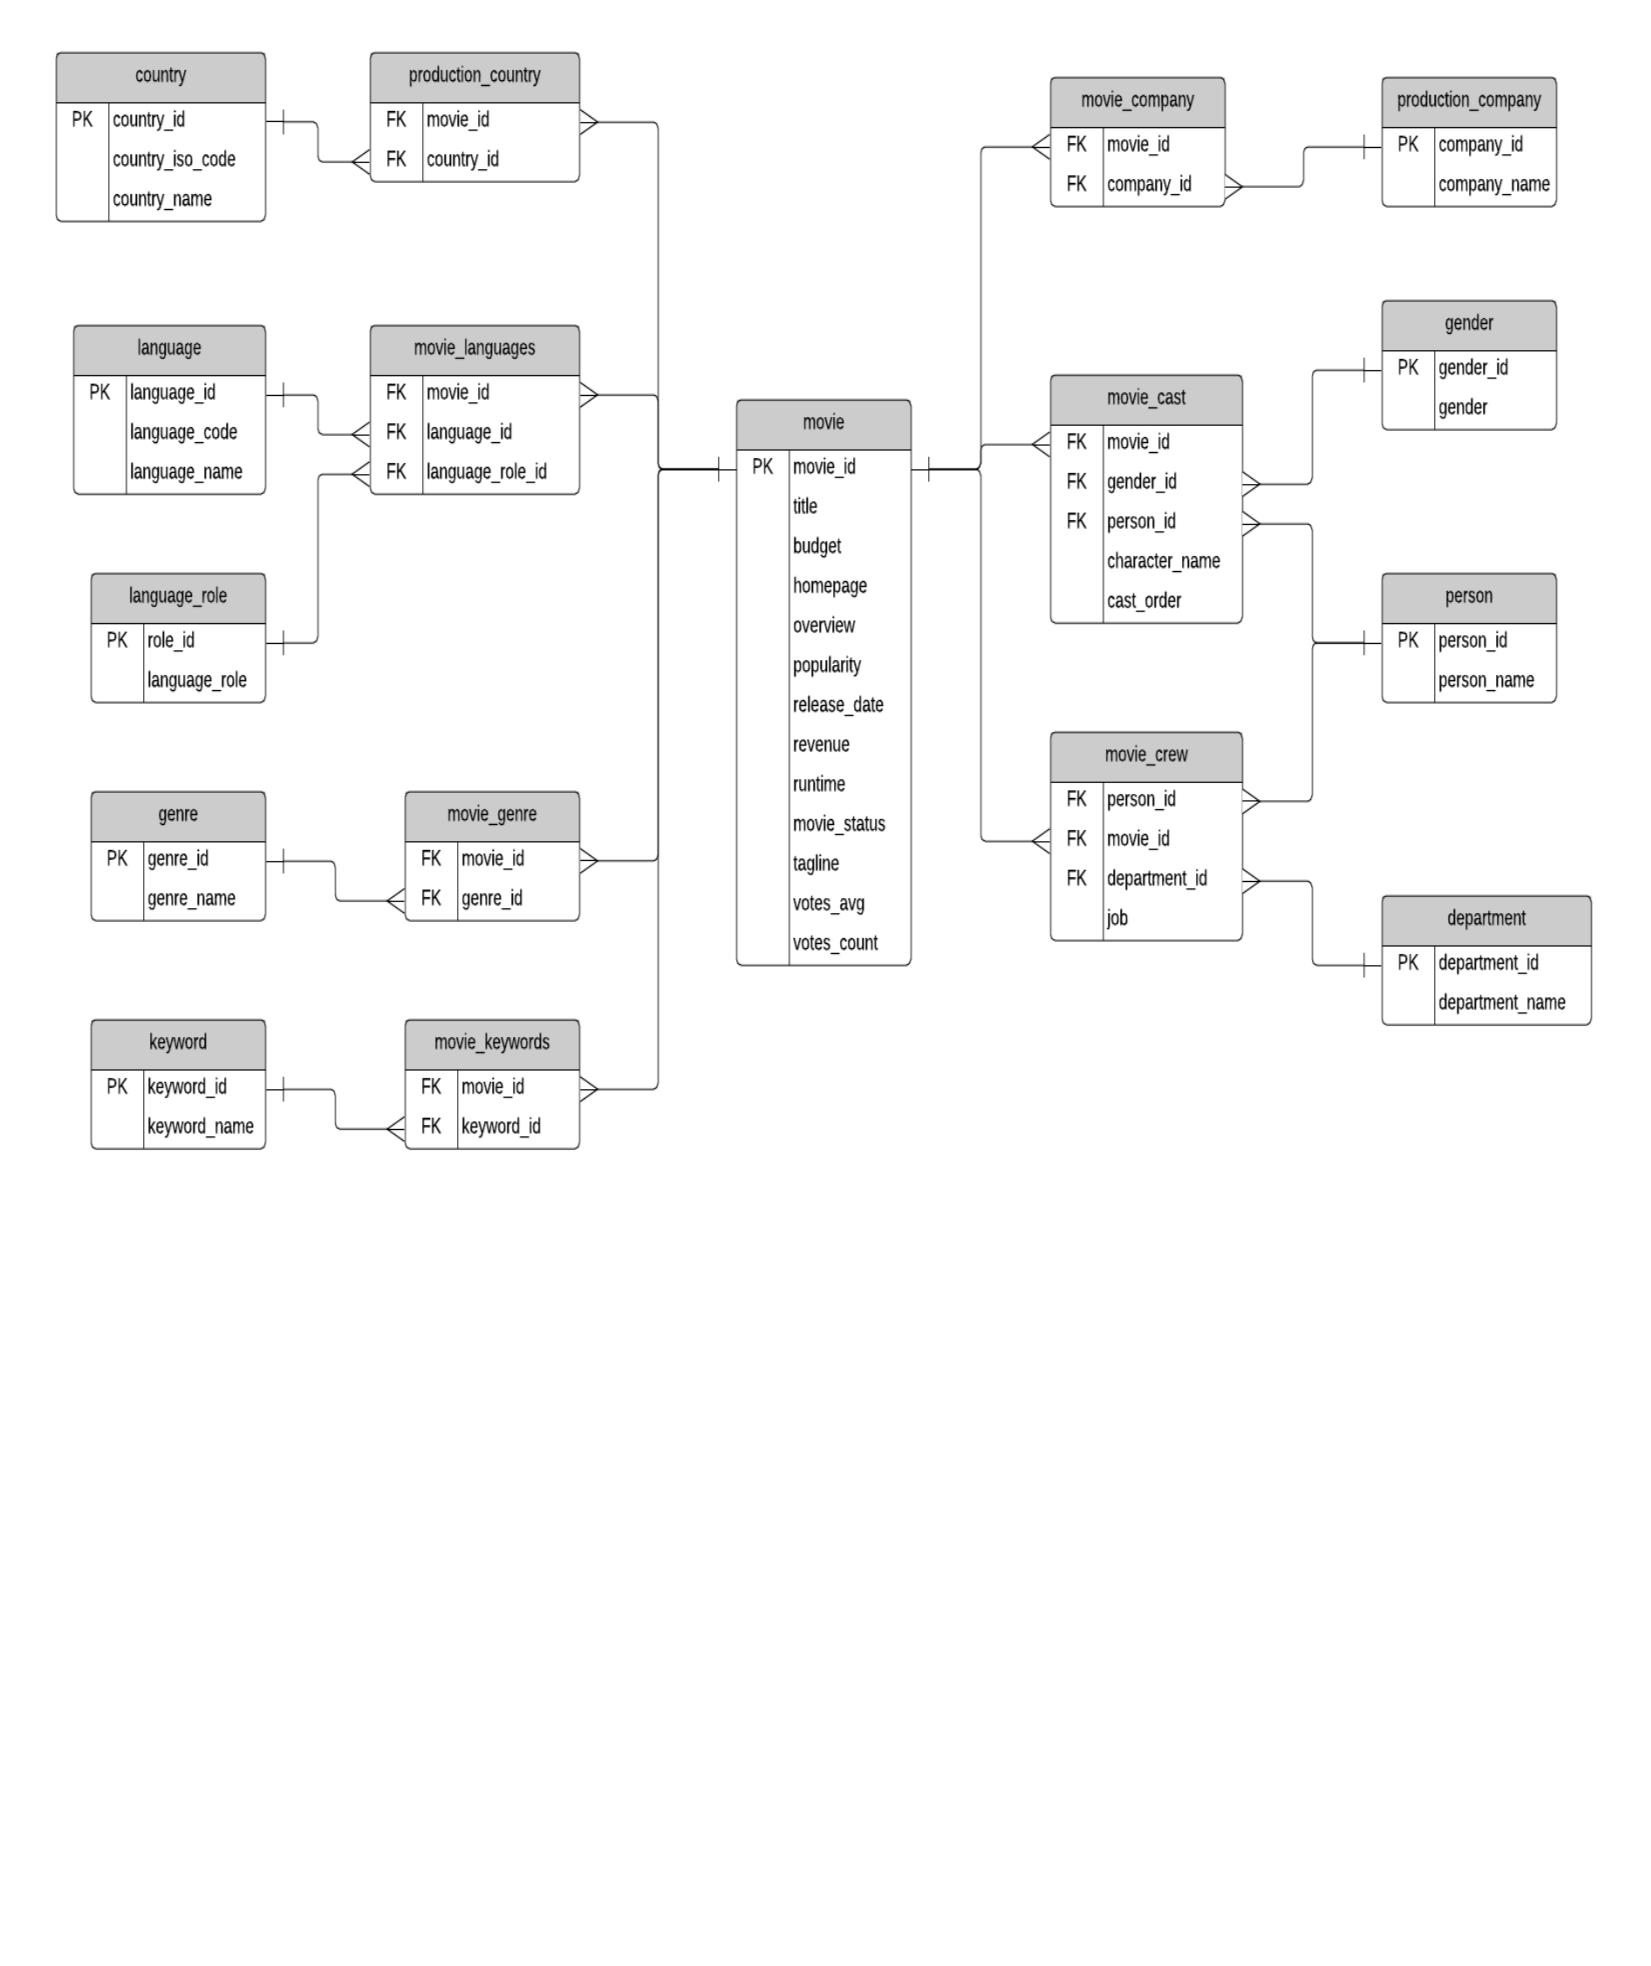 country
PK country_id
country_iso_code
country_name
production_country
FK movie_id
FK country_id
language
PK language_id
language_code
language_name
movie_languages
FK movie_id
FK language_id
FK language_role_id
language_role
PK role_id
language_role
genre
PK genre_id
genre_name
movie_genre
FK movie_id
FK genre_id
keyword
PK keyword_id
keyword_name
movie_keywords
FK movie_id
FK keyword_id
movie
PK movie_id
title
budget
homepage
overview
popularity
release_date
revenue
runtime
movie_status
tagline
votes_avg
votes_count
movie_company
FK movie_id
FK company_id
production_company
PK company_id
company_name
movie_cast
FK movie_id
FK gender_id
FK person_id
character_name
cast_order
gender
PK gender_id
gender
person
PK person_id
person_name
movie_crew
FK person_id
FK movie_id
FK department_id
job
department
PK department_id
department_name